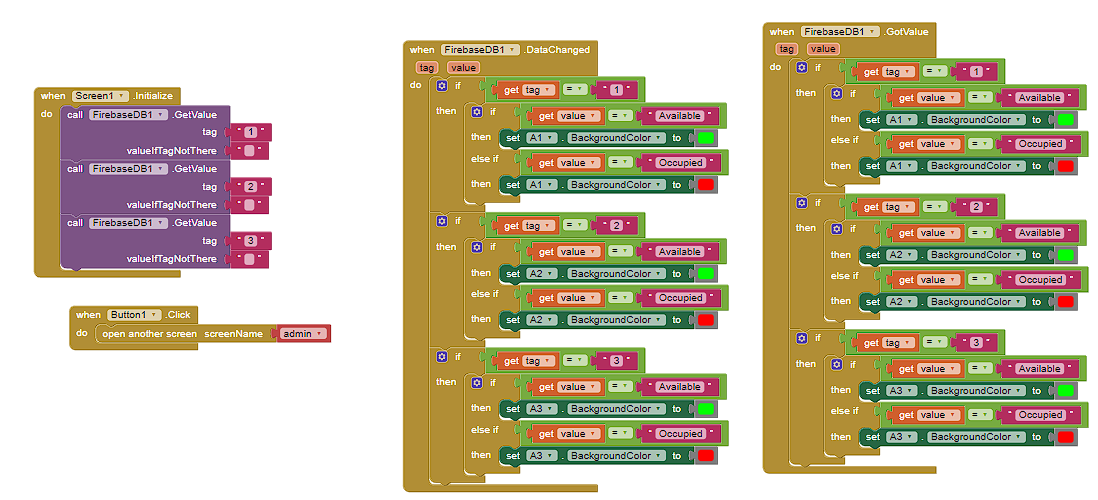 when Screen1 .Initialize
do call FirebaseDB1 .GetValue
tag " 1 "
valueIfTagNotThere " "
call FirebaseDB1 .GetValue
tag " 2 "
valueIfTagNotThere " "
call FirebaseDB1 .GetValue
tag " 3 "
valueIfTagNotThere " "
when Button1 .Click
do open another screen screenName admin
when FirebaseDB1 .DataChanged
tag value
do if get tag = " 1 "
then if get value = " Available "
then set A1 . BackgroundColor to
else if get value = " Occupied "
then set A1 . BackgroundColor to
if get tag = " 2 "
then if get value = " Available "
then set A2 . BackgroundColor to
else if get value = " Occupied "
then set A2 . BackgroundColor to
if get tag = " 3 "
then if get value = " Available "
then set A3 . BackgroundColor to
else if get value = " Occupied "
then set A3 . BackgroundColor to
when FirebaseDB1 .GotValue
tag value
do if get tag = " 1 "
then if get value = " Available "
then set A1 . BackgroundColor to
else if get value = " Occupied "
then set A1 . BackgroundColor to
if get tag = " 2 "
then if get value = " Available "
then set A2 . BackgroundColor to
else if get value = " Occupied "
then set A2 . BackgroundColor to
if get tag = " 3 "
then if get value = " Available "
then set A3 . BackgroundColor to
else if get value = " Occupied "
then set A3 . BackgroundColor to